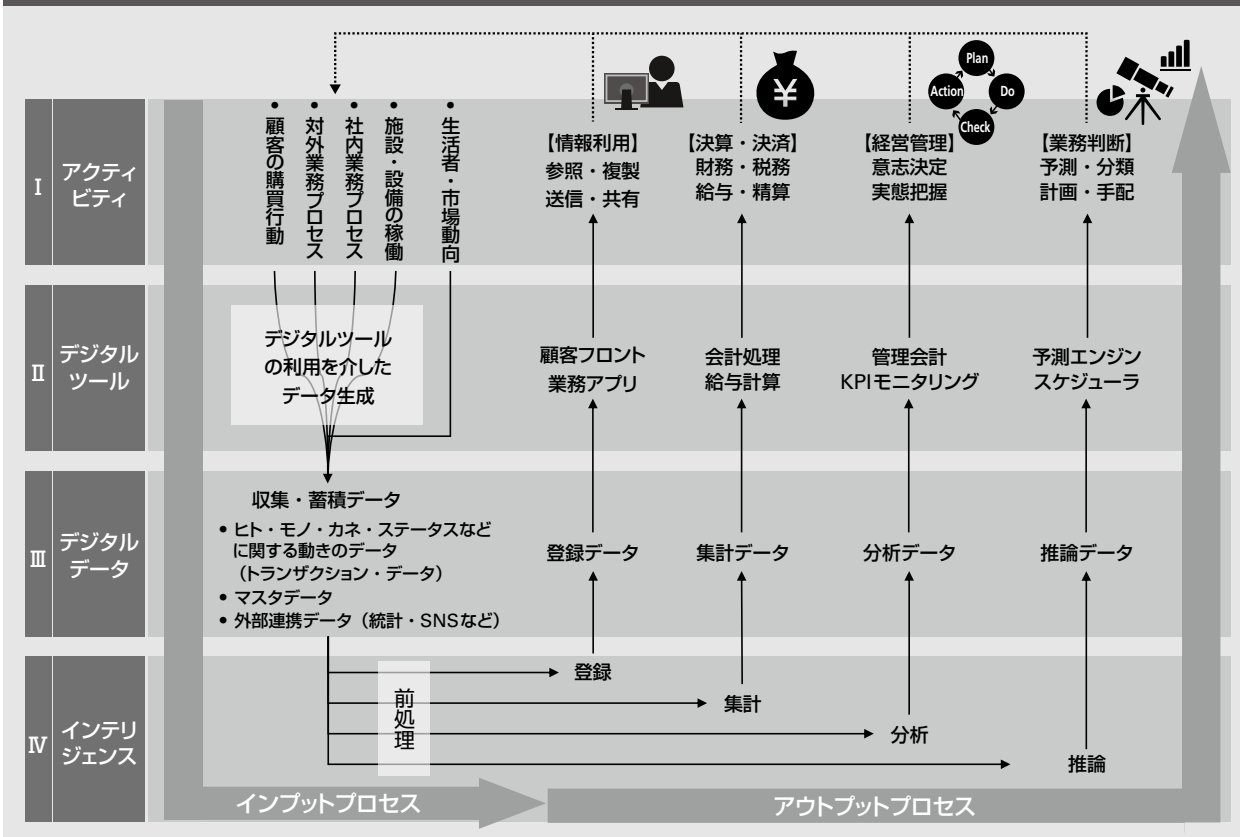 Plan
Do
Check
Action
¥
Ⅰ
アクティ
ビティ
• 顧客の購買行動
• 対外業務プロセス
• 社内業務プロセス
• 施設・設備の稼働
• 生活者・市場動向
【情報利用】
参照・複製
送信・共有
【決算・決済】
財務・税務
給与・精算
【経営管理】
意志決定
実態把握
【業務判断】
予測・分類
計画・手配
Ⅱ
デジタル
ツール
デジタルツール
の利用を介した
データ生成
顧客フロント
業務アプリ
会計処理
給与計算
管理会計
KPIモニタリング
予測エンジン
スケジューラ
Ⅲ
デジタル
データ
収集・蓄積データ
• ヒト・モノ・カネ・ステータスなど
に関する動きのデータ
（トランザクション・データ）
• マスタデータ
• 外部連携データ（統計・SNSなど）
登録データ
集計データ
分析データ
推論データ
Ⅳ
インテリ
ジェンス
前処理
登録
集計
分析
推論
インプットプロセス
アウトプットプロセス